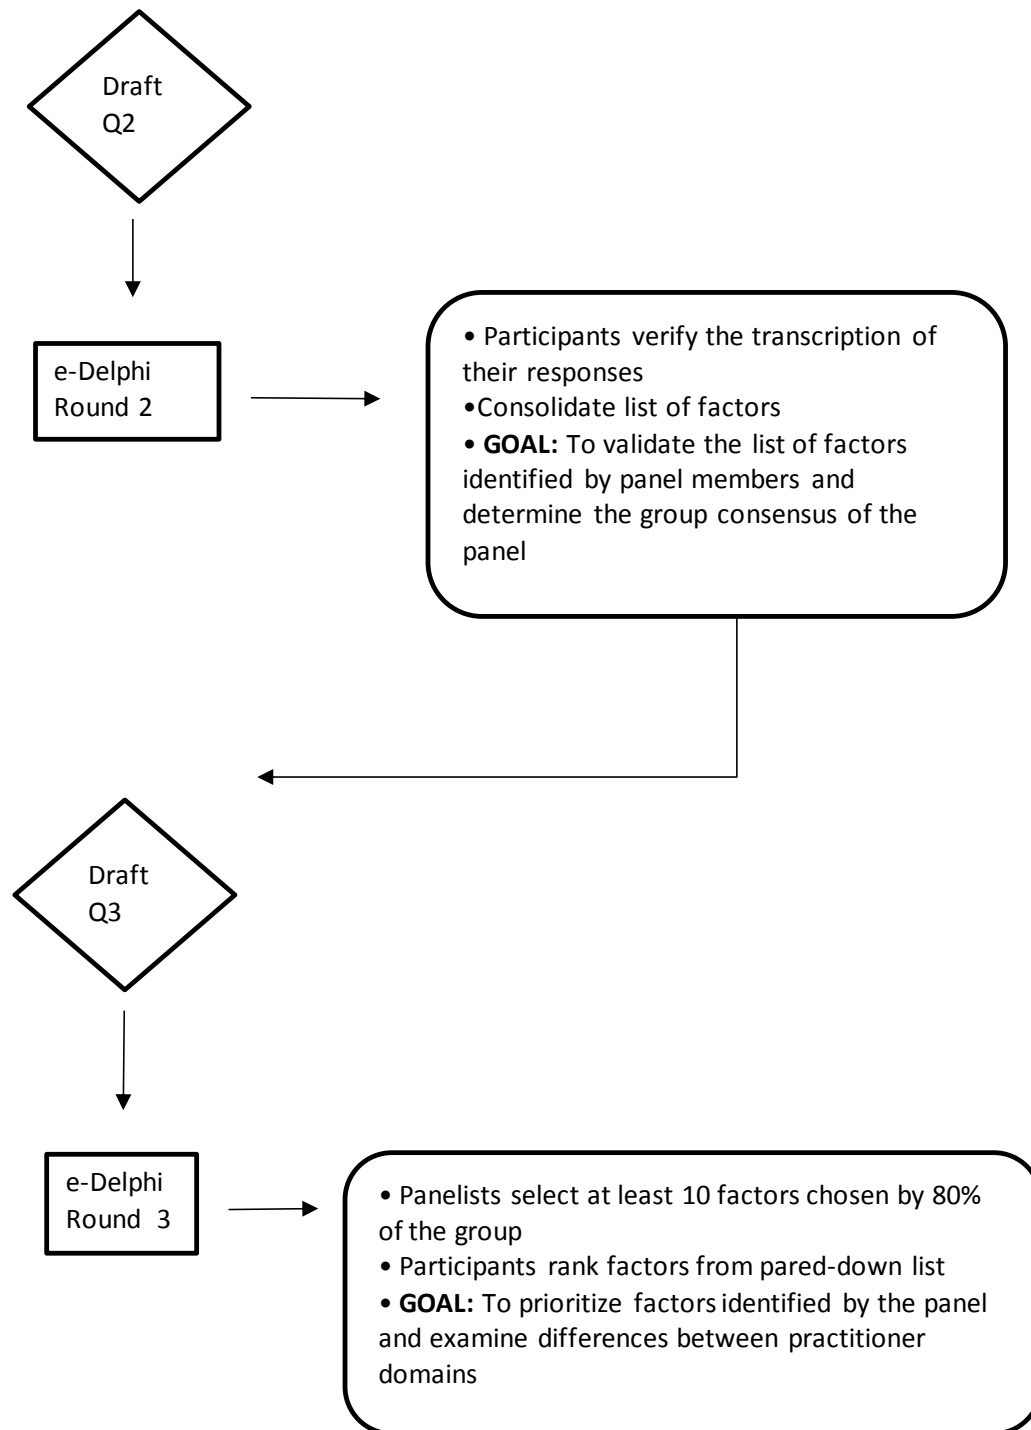 Draft
Q2
e-Delphi
Round 2
• Participants verify the transcription of
their responses
•Consolidate list of factors
• GOAL: To validate the list of factors
identified by panel members and
determine the group consensus of the
panel
Draft
Q3
e-Delphi
Round 3
• Panelists select at least 10 factors chosen by 80%
of the group
• Participants rank factors from pared-down list
• GOAL: To prioritize factors identified by the panel
and examine differences between practitioner
domains